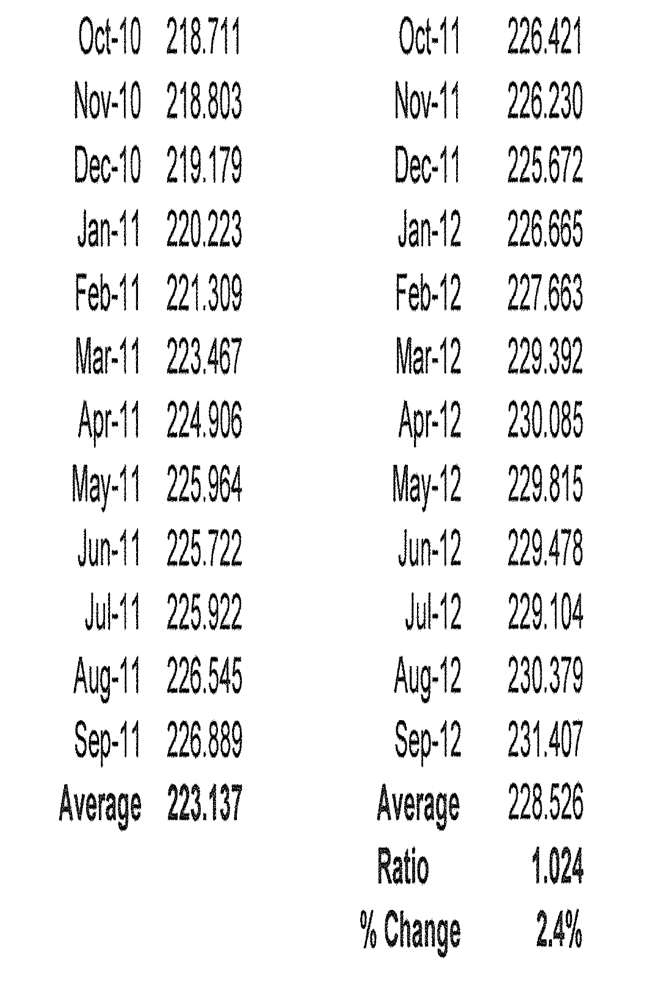 Oct-10 218.711 Oct-11 226.421
Nov-10 218.803 Nov-11 226.230
Dec-10 219.179 Dec-11 225.672
Jan-11 220.223 Jan-12 226.665
Feb-11 221.309 Feb-12 227.663
Mar-11 223.467 Mar-12 229.392
Apr-11 224.906 Apr-12 230.085
May-11 225.964 May-12 229.815
Jun-11 225.722 Jun-12 229.478
Jul-11 225.922 Jul-12 229.104
Aug-11 226.545 Aug-12 230.379
Sep-11 226.889 Sep-12 231.407
Average 223.137 Average 228.526
Ratio 1.024
% Change 2.4%